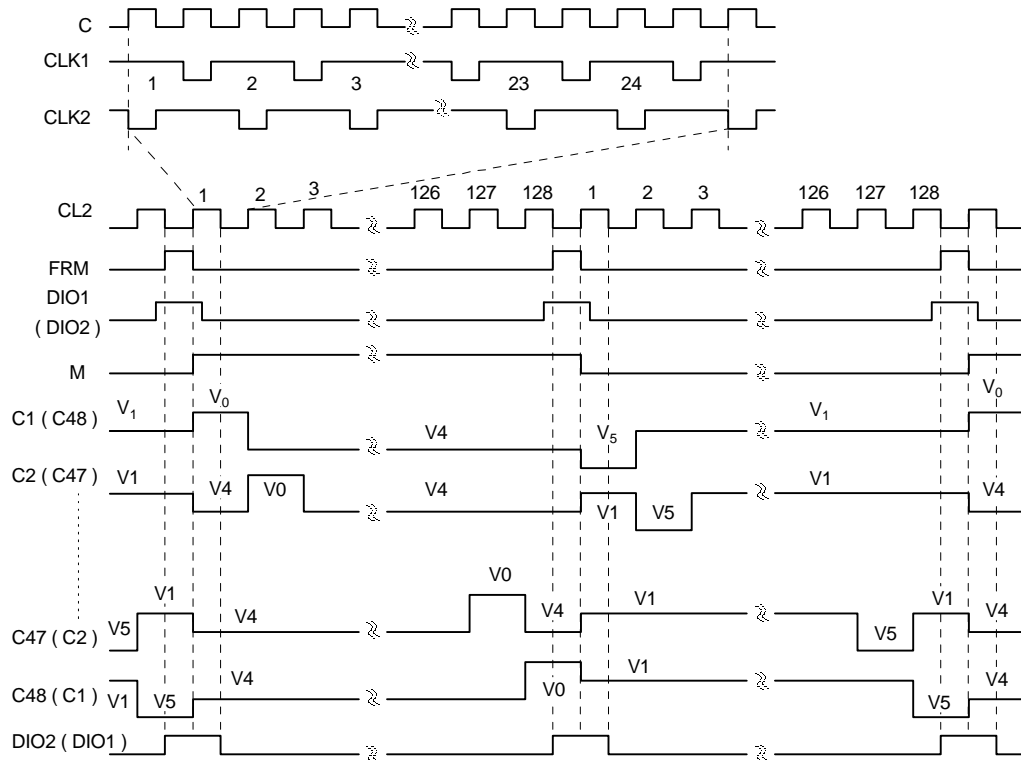 C
CLK1
1 2 3 23 24
CLK2
1 2 3 126 127 128 1 2 3 126 127 128
CL2
FRM
DIO1
( DIO2 )
M
C1 ( C48 ) V1 V0 V4 V5 V1 V0
C2 ( C47 ) V1 V4 V0 V4 V1 V5 V1 V4
V0
V1 V4 V4 V1 V1 V4
C47 ( C2 ) V5 V5
V4 V1 V4
C48 ( C1 ) V1 V5 V0 V5
DIO2 ( DIO1 )